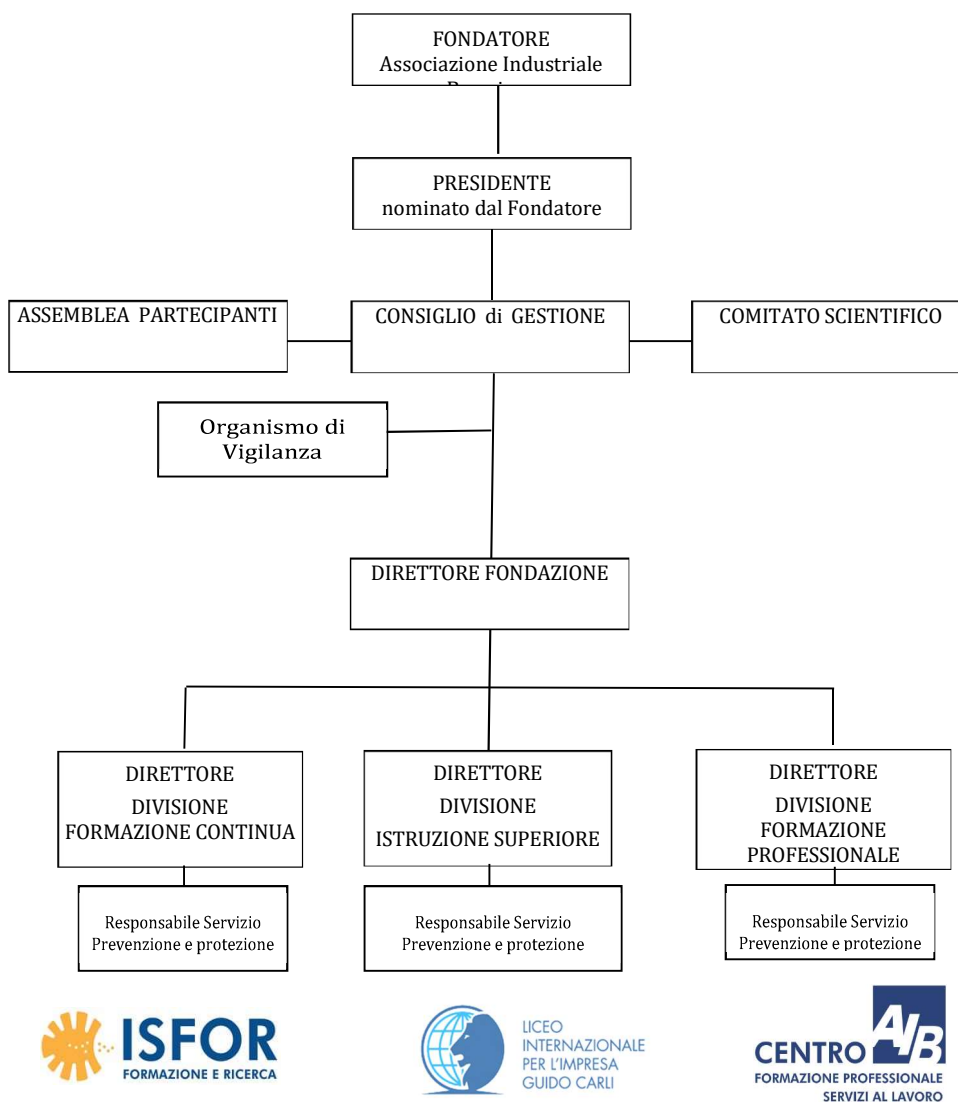 FONDATORE
Associazione Industriale
PRESIDENTE
nominato dal Fondatore
ASSEMBLEA PARTECIPANTI
CONSIGLIO di GESTIONE
COMITATO SCIENTIFICO
Organismo di
Vigilanza
DIRETTORE FONDAZIONE
DIRETTORE
DIVISIONE
FORMAZIONE CONTINUA
DIRETTORE
DIVISIONE
ISTRUZIONE SUPERIORE
DIRETTORE
DIVISIONE
FORMAZIONE
PROFESSIONALE
Responsabile Servizio
Prevenzione e protezione
Responsabile Servizio
Prevenzione e protezione
Responsabile Servizio
Prevenzione e protezione
ISFOR
FORMAZIONE E RICERCA
LICEO
INTERNAZIONALE
PER L'IMPRESA
GUIDO CARLI
AIB
CENTRO
FORMAZIONE PROFESSIONALE
SERVIZI AL LAVORO